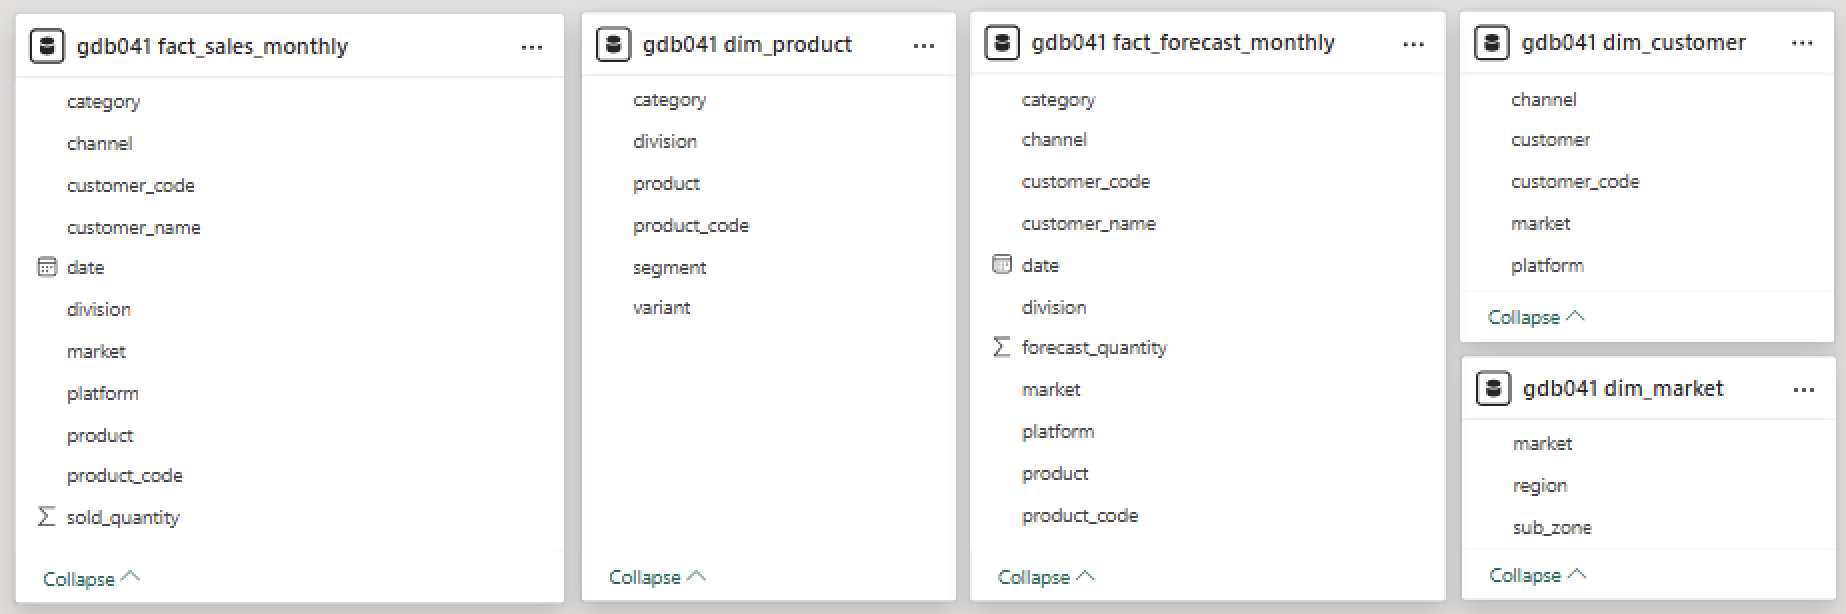 gdb041 fact_sales_monthly
category
channel
customer_code
customer_name
date
division
market
platform
product
product_code
sold_quantity
Collapse
gdb041 dim_product
category
division
product
product_code
segment
variant
Collapse
gdb041 fact_forecast_monthly
category
channel
customer_code
customer_name
date
division
forecast_quantity
market
platform
product
product_code
Collapse
gdb041 dim_customer
channel
customer
customer_code
market
platform
Collapse
gdb041 dim_market
market
region
sub_zone
Collapse